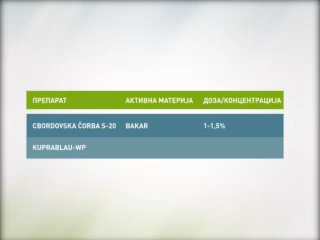 ПРЕПАРАТ АКТИВНА МАТЕРИЈА ДОЗА/КОНЦЕНТРАЦИЈА
CBORDOVSKA ČORBA S-20 BAKAR 1-1,5%
KUPRABLAU-WP